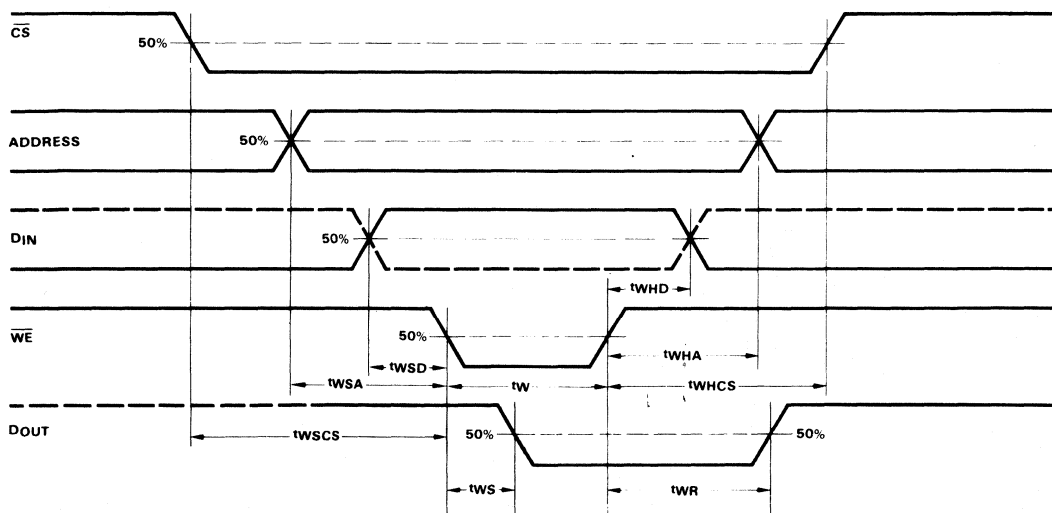 CS
50%
ADDRESS
50%
DIN
50%
tWHD
WE
50%
tWSD
tWHA
tWSA
tW
tWHCS
DOUT
tWSCS
50%
50%
tWS
tWR